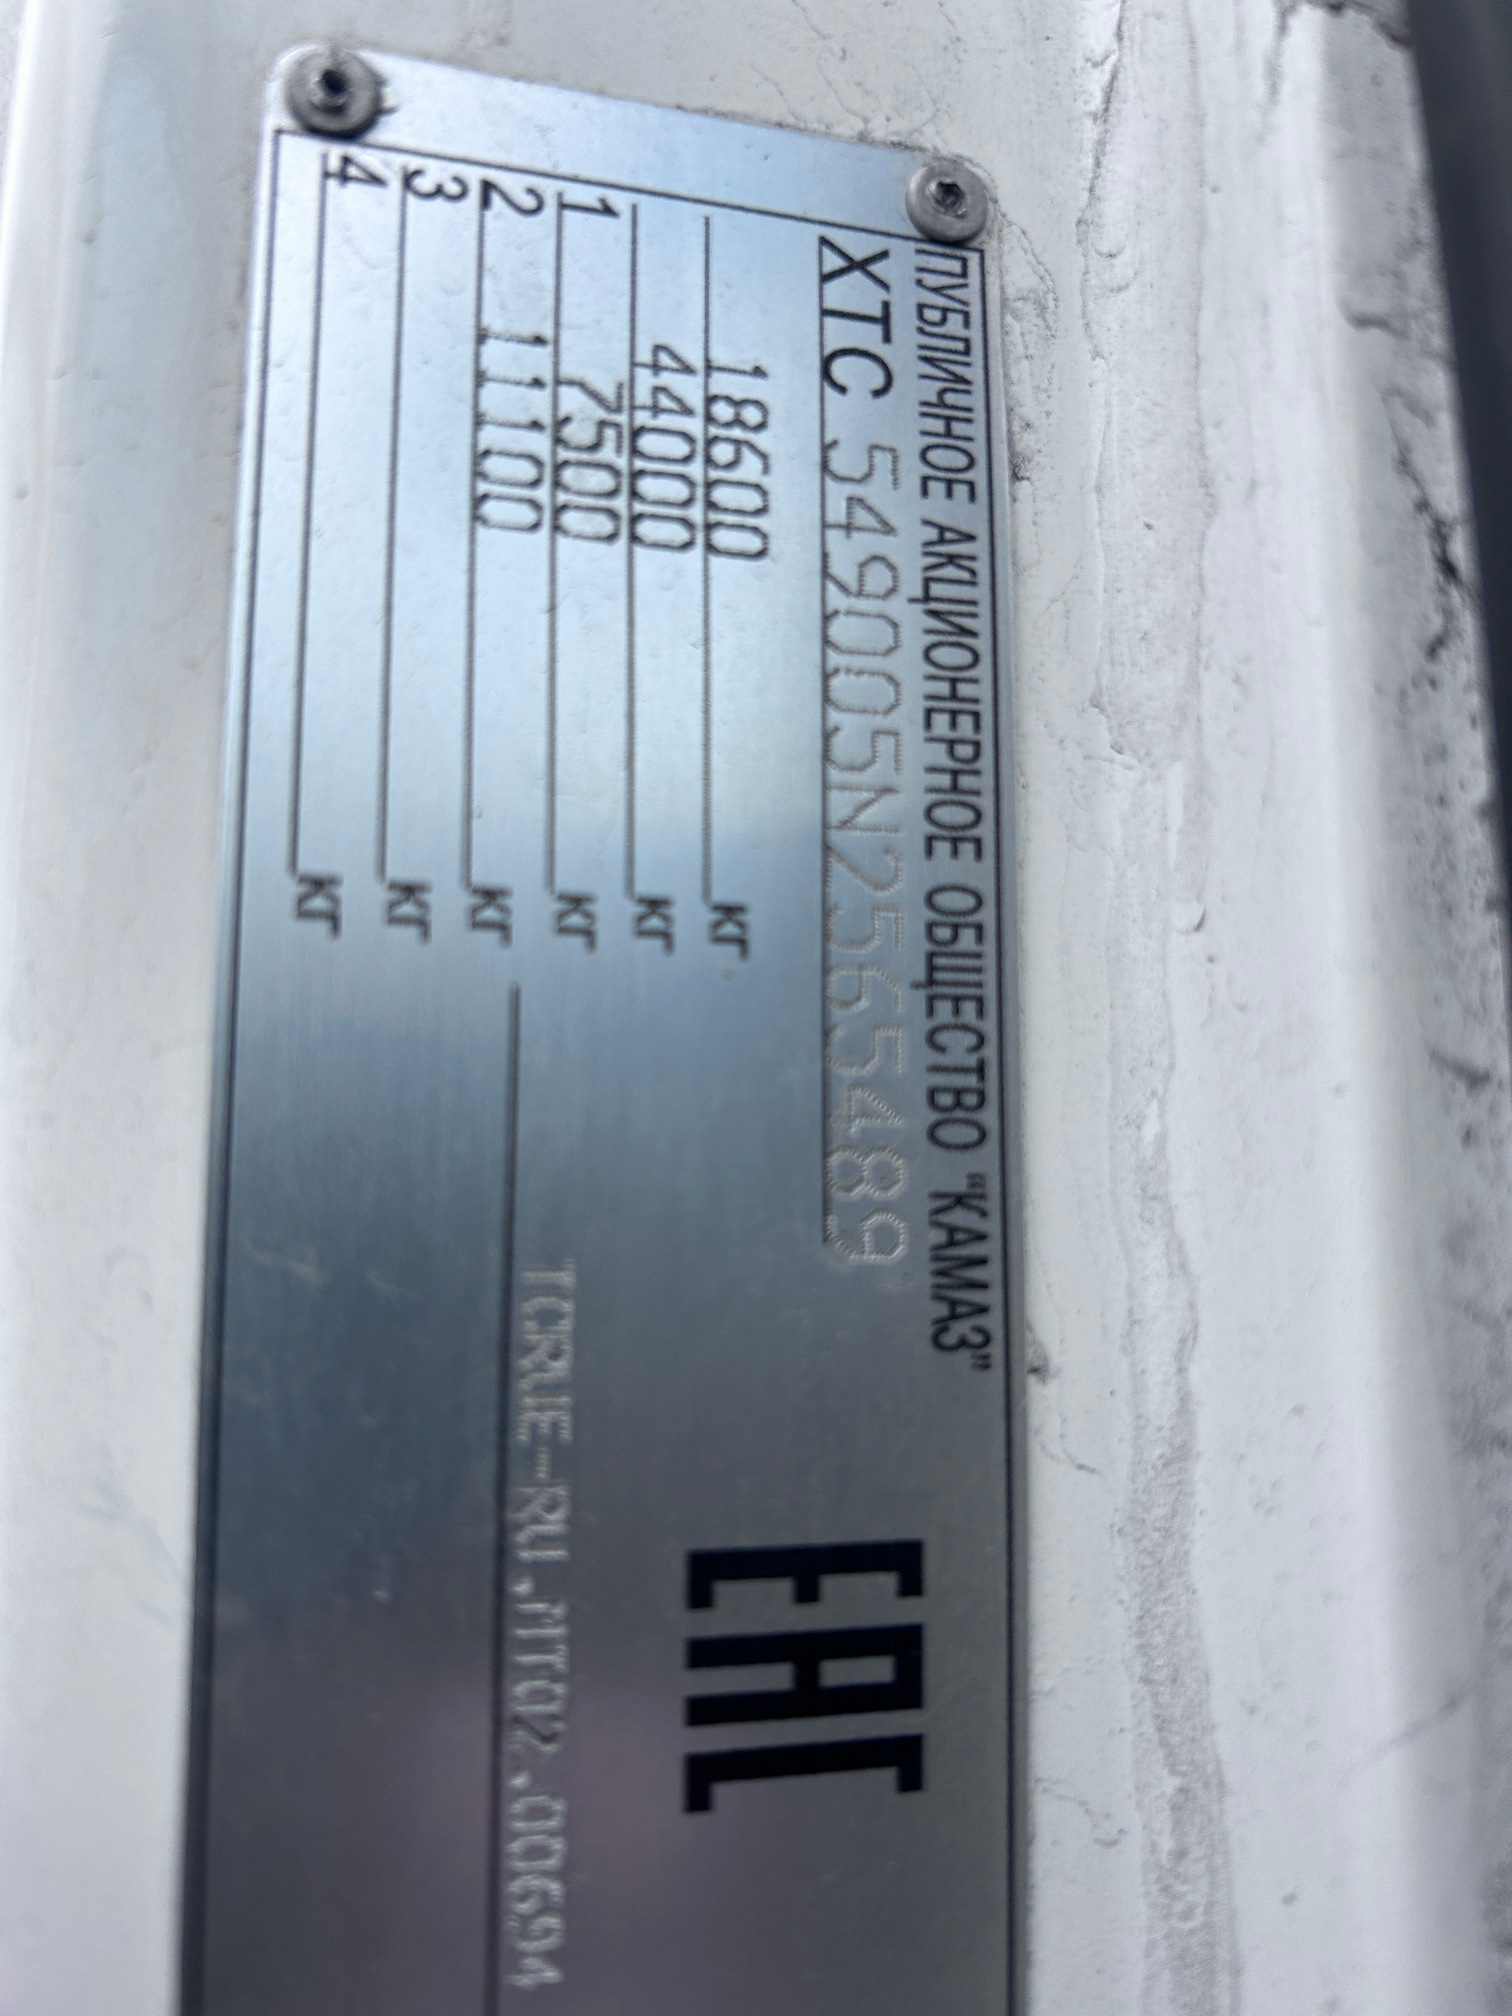 ПУБЛИЧНОЕ АКЦИОНЕРНОЕ ОБЩЕСТВО "КАМАЗ"
XTC 549005N2565489
18600 кг
44000 кг
1 7500 кг
2 11100 кг
3 кг
4 кг
EAC
TCRUE-RU.MT02.00694